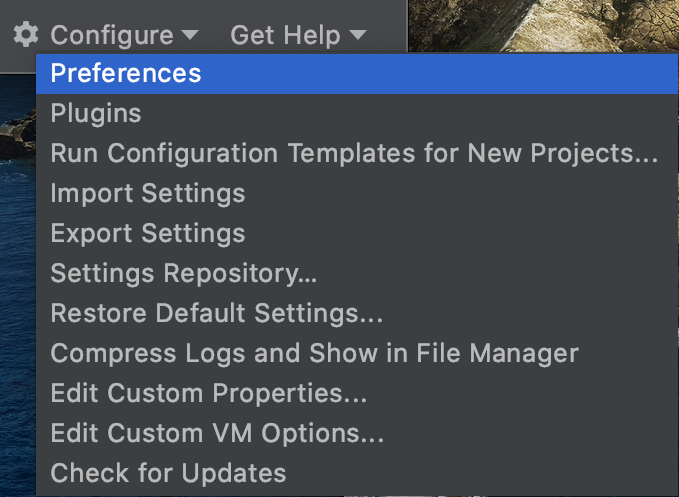 Configure Get Help
Preferences
Plugins
Run Configuration Templates for New Projects...
Import Settings
Export Settings
Settings Repository...
Restore Default Settings...
Compress Logs and Show in File Manager
Edit Custom Properties...
Edit Custom VM Options...
Check for Updates